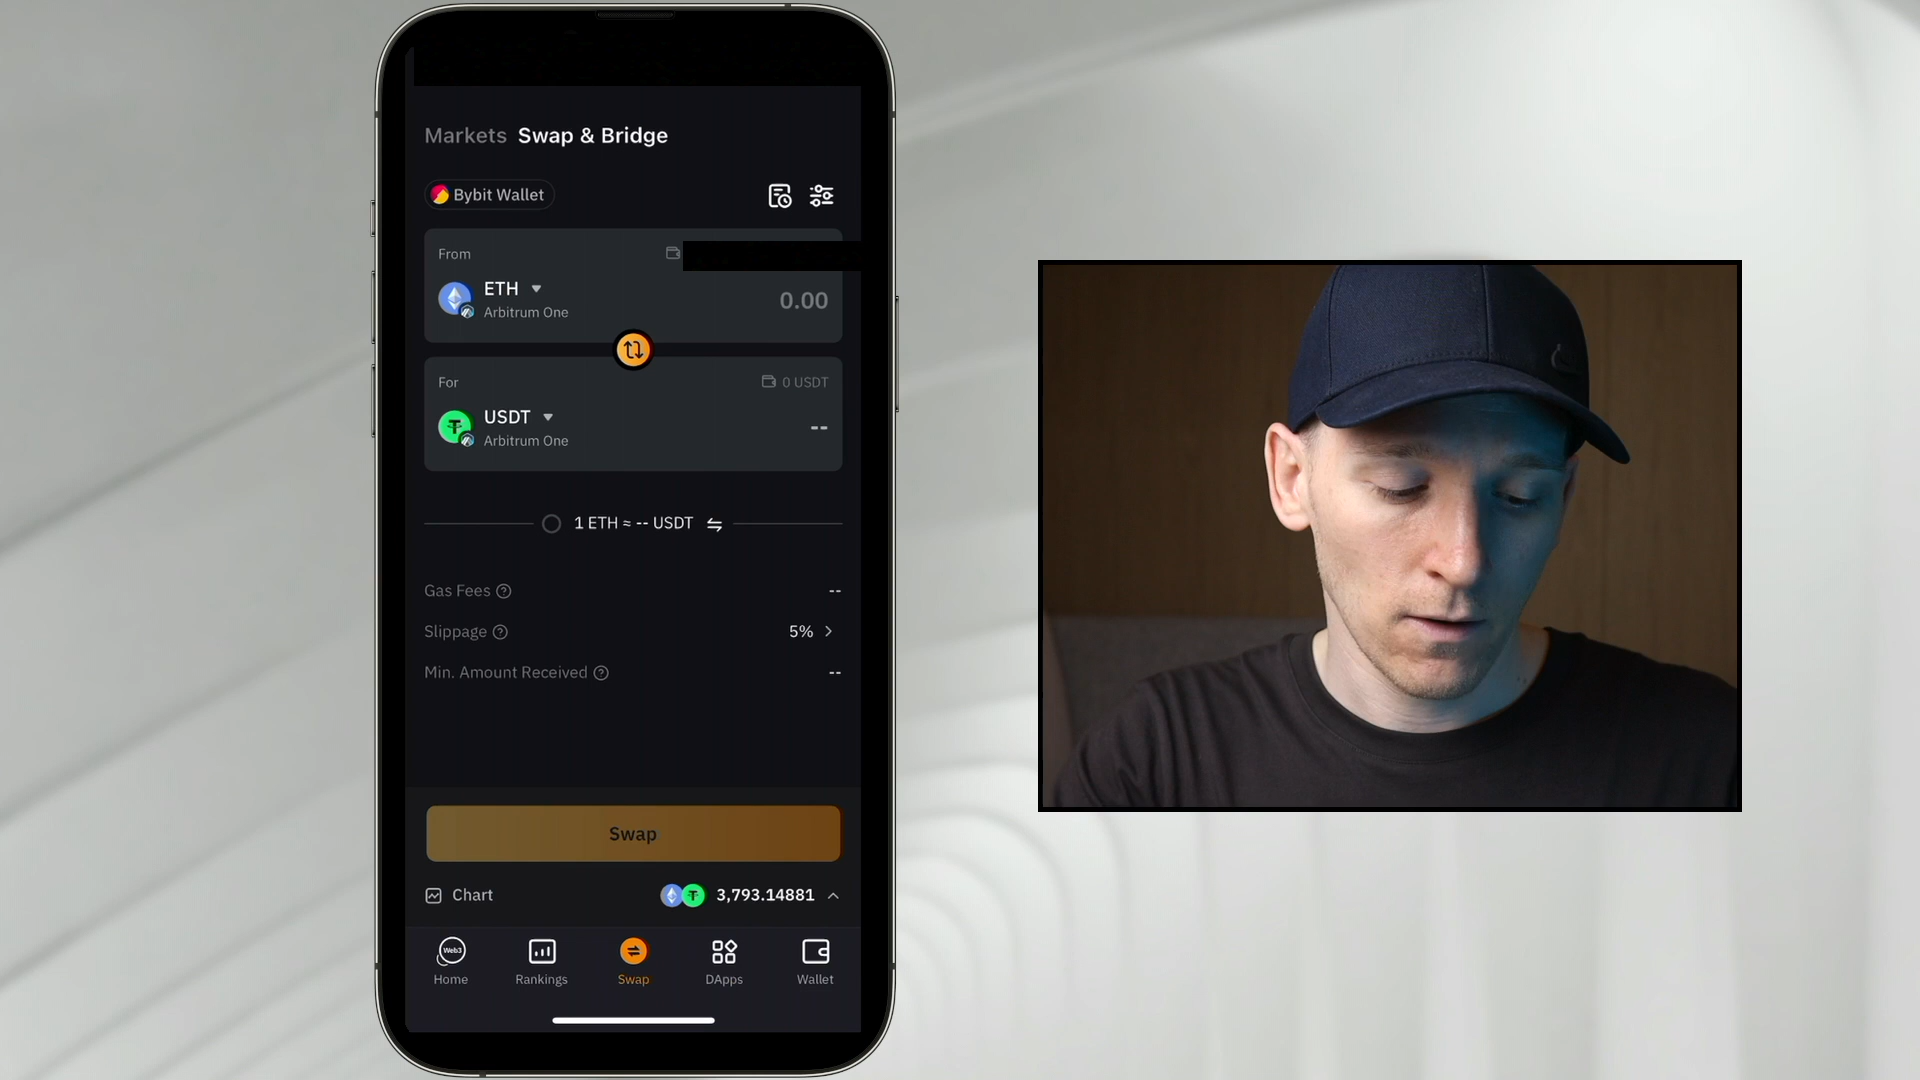 Markets Swap & Bridge
Bybit Wallet
From
ETH
0.00
Arbitrum One
For
0 USDT
USDT
--
Arbitrum One
1 ETH ≈ -- USDT
Gas Fees ?
--
Slippage ?
5% >
Min. Amount Received ?
--
Swap
Chart
3,793.14881
Web3
Home
Rankings
Swap
DApps
Wallet